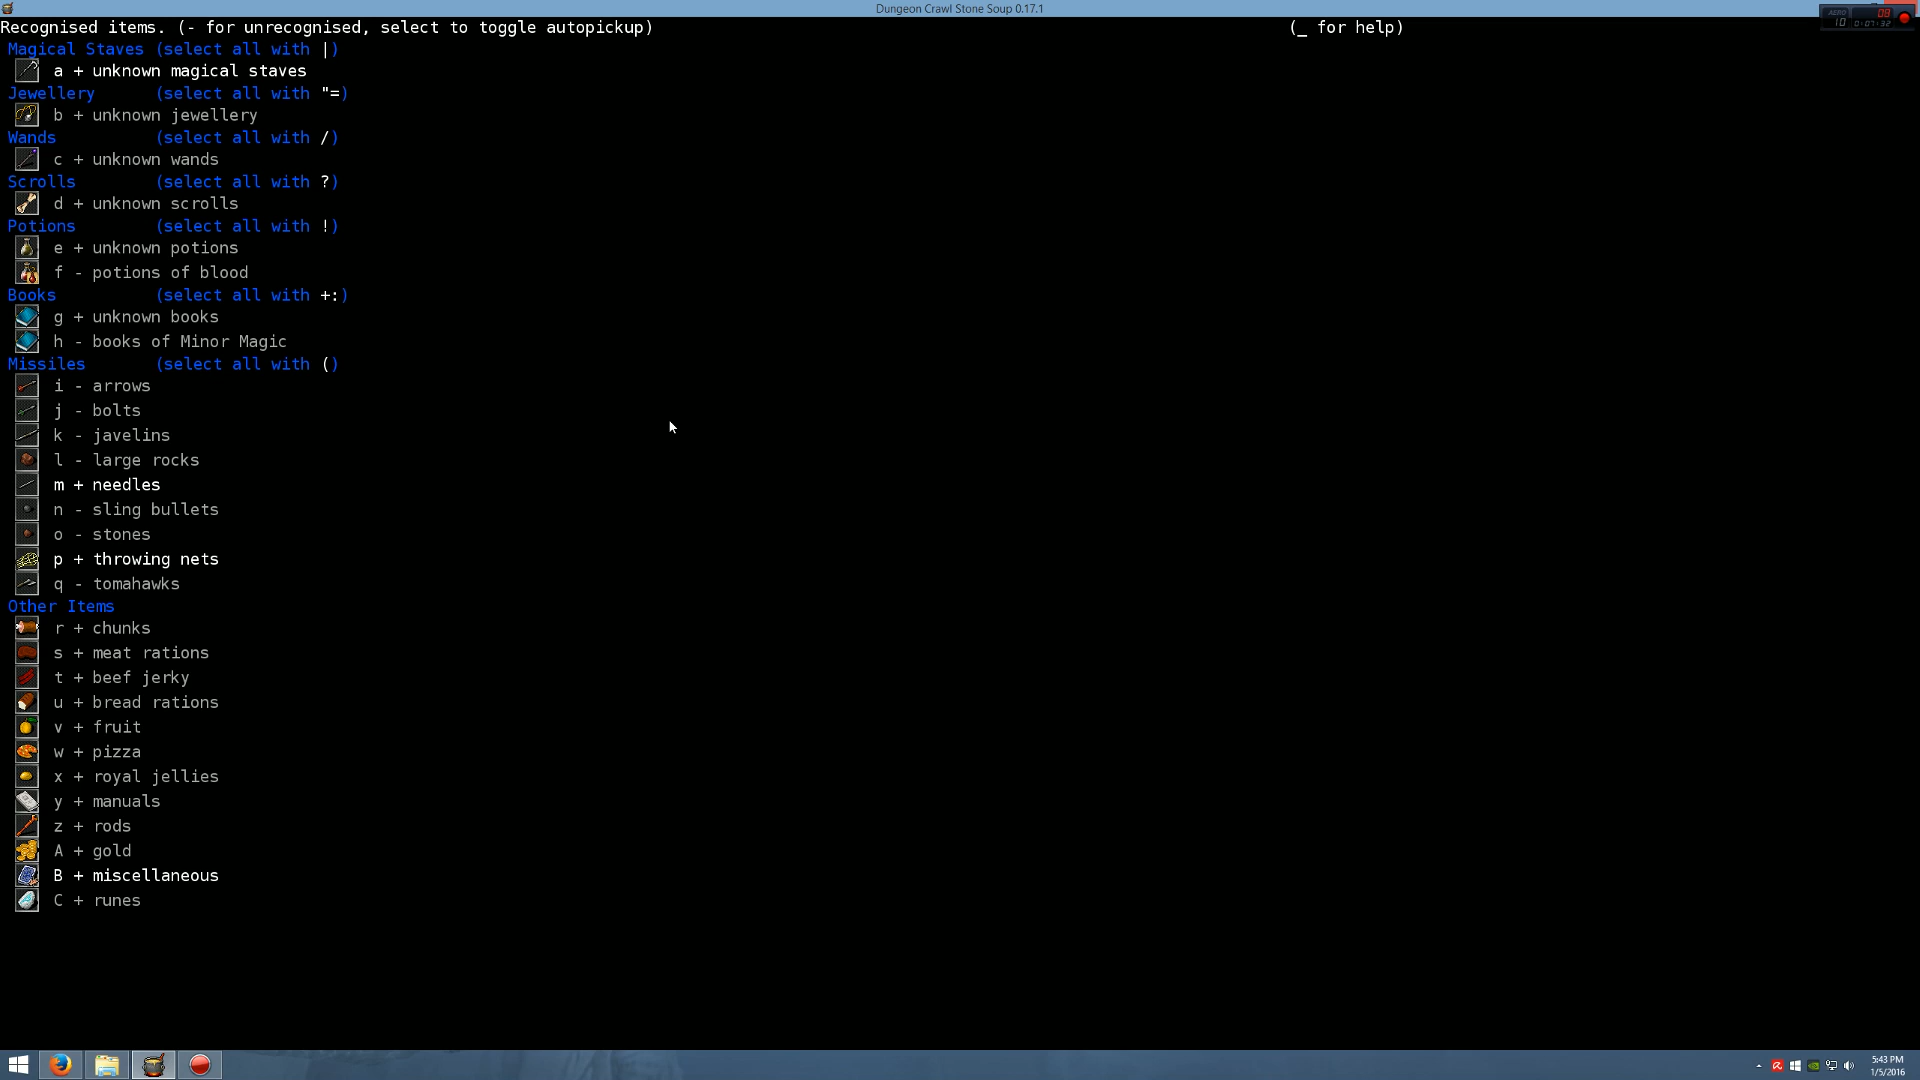 Dungeon Crawl Stone Soup 0.17.1
Recognised items. (- for unrecognised, select to toggle autopickup) (_ for help)
Magical Staves (select all with |)
a + unknown magical staves
Jewellery (select all with "=)
b + unknown jewellery
Wands (select all with /)
c + unknown wands
Scrolls (select all with ?)
d + unknown scrolls
Potions (select all with !)
e + unknown potions
f - potions of blood
Books (select all with +:)
g + unknown books
h - books of Minor Magic
Missiles (select all with ()
i - arrows
j - bolts
k - javelins
l - large rocks
m + needles
n - sling bullets
o - stones
p + throwing nets
q - tomahawks
Other Items
r + chunks
s + meat rations
t + beef jerky
u + bread rations
v + fruit
w + pizza
x + royal jellies
y + manuals
z + rods
A + gold
B + miscellaneous
C + runes
5:43 PM
1/5/2016